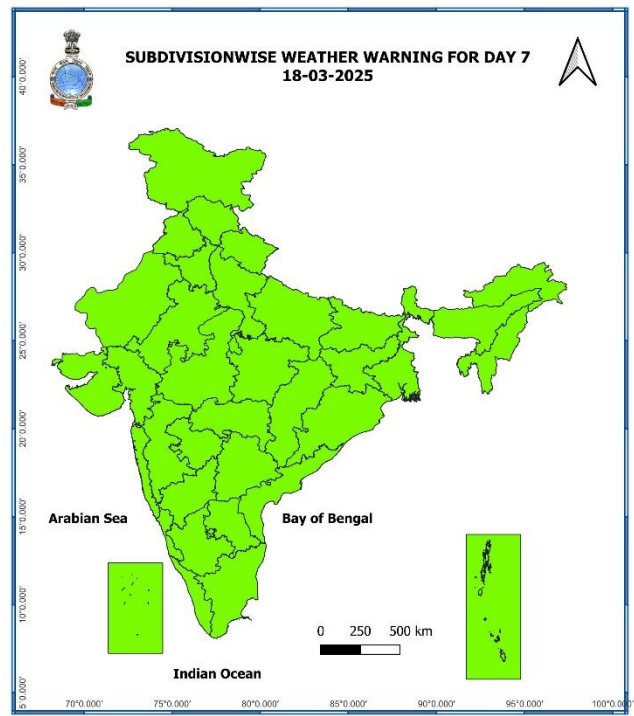 SUBDIVISIONWISE WEATHER WARNING FOR DAY 7
18-03-2025
40°0.000'
35°0.000'
30°0.000'
25°0.000'
20°0.000'
15°0.000'
10°0.000'
5°0.000'
Arabian Sea
Bay of Bengal
0 250 500 km
Indian Ocean
70°0.000' 75°0.000' 80°0.000' 85°0.000' 90°0.000' 95°0.000' 100°0.000'